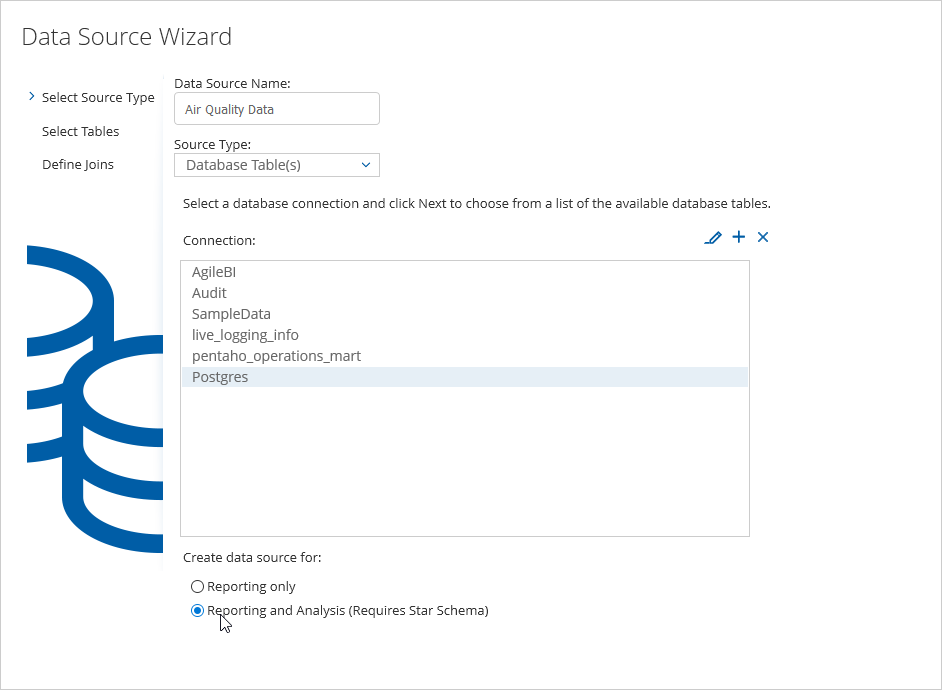 Data Source Wizard
Select Source Type
Select Tables
Define Joins
Data Source Name:
Air Quality Data
Source Type:
Database Table(s)
Select a database connection and click Next to choose from a list of the available database tables.
Connection:
AgileBI
Audit
SampleData
live_logging_info
pentaho_operations_mart
Postgres
Create data source for:
Reporting only
Reporting and Analysis (Requires Star Schema)